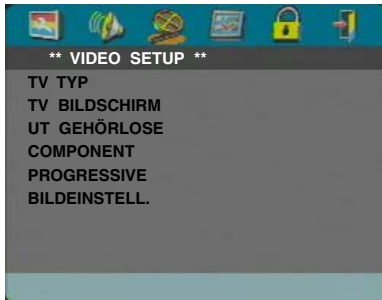 ** VIDEO SETUP **
TV TYP
TV BILDSCHIRM
UT GEHÖRLOSE
COMPONENT
PROGRESSIVE
BILDEINSTELL.